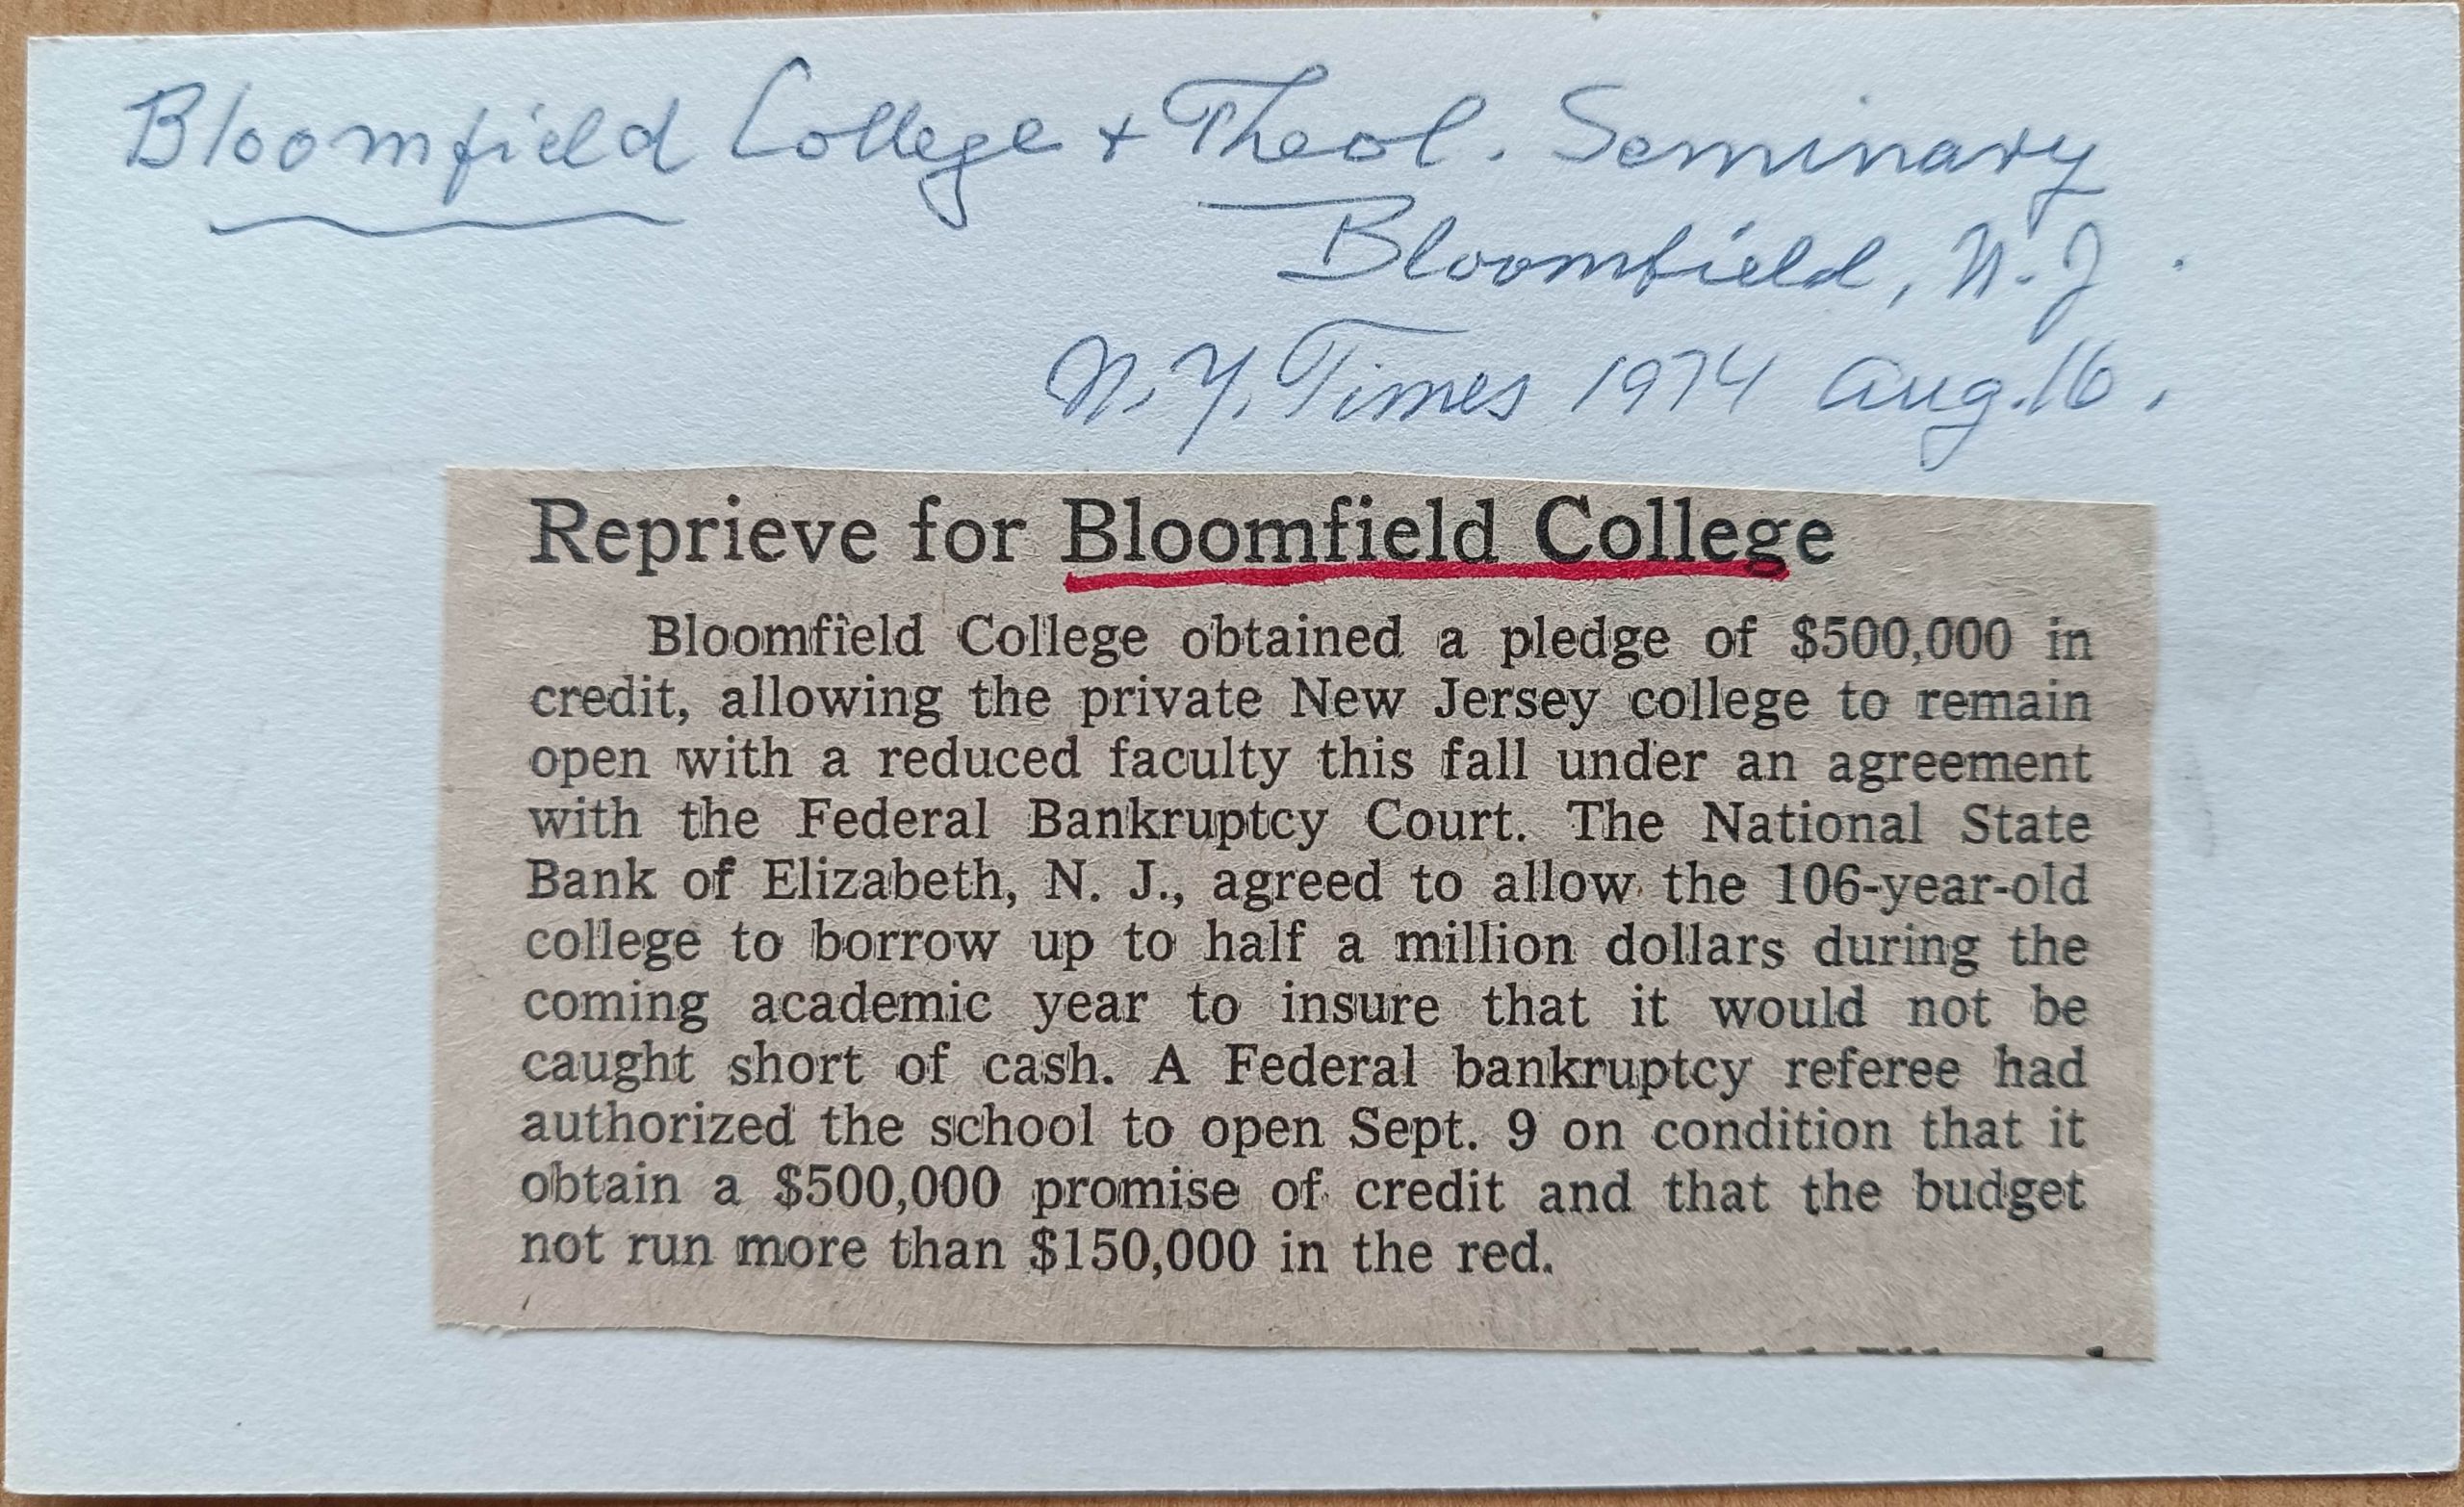 Bloomfield College + Theol. Seminary
Bloomfield, N.J.
N.Y. Times 1974 Aug. 16.
Reprieve for Bloomfield College
Bloomfield College obtained a pledge of $500,000 in
credit, allowing the private New Jersey college to remain
open with a reduced faculty this fall under an agreement
with the Federal Bankruptcy Court. The National State
Bank of Elizabeth, N. J., agreed to allow the 106-year-old
college to borrow up to half a million dollars during the
coming academic year to insure that it would not be
caught short of cash. A Federal bankruptcy referee had
authorized the school to open Sept. 9 on condition that it
obtain a $500,000 promise of credit and that the budget
not run more than $150,000 in the red.